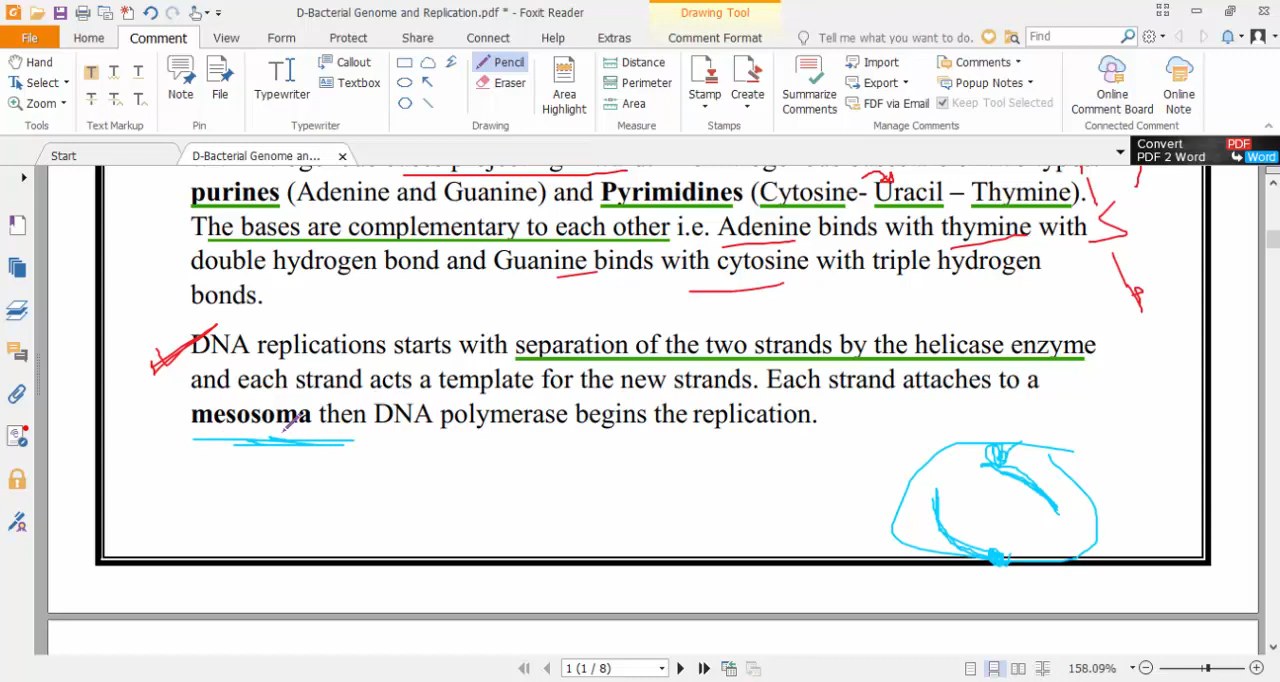 D-Bacterial Genome and Replication.pdf * - Foxit Reader
Drawing Tool
File Home Comment View Form Protect Share Connect Help Extras Comment Format Tell me what you want to do. Find
Hand
Select
Zoom
Tools
T T T
T T T
Text Markup
Note File
Pin
Typewriter
Callout
Textbox
Typewriter
Pencil
Eraser
Drawing
Area
Highlight
Distance
Perimeter
Area
Measure
Stamp Create
Stamps
Summarize
Comments
Import
Export
FDF via Email
Comments
Popup Notes
Keep Tool Selected
Manage Comments
Online
Comment Board
Online
Note
Connected Comment
Start
D-Bacterial Genome an...
Convert PDF
PDF 2 Word Word
purines (Adenine and Guanine) and Pyrimidines (Cytosine- Uracil – Thymine).
The bases are complementary to each other i.e. Adenine binds with thymine with
double hydrogen bond and Guanine binds with cytosine with triple hydrogen
bonds.
DNA replications starts with separation of the two strands by the helicase enzyme
and each strand acts a template for the new strands. Each strand attaches to a
mesosoma then DNA polymerase begins the replication.
1 (1 / 8)
158.09%